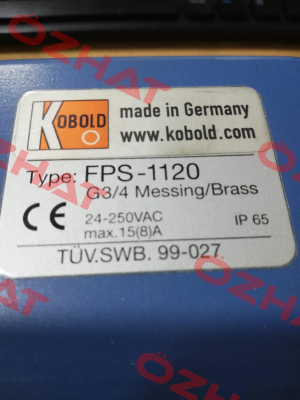 KOBOLD
made in Germany
www.kobold.com
Type: FPS-1120
G3/4 Messing/Brass
CE 24-250VAC IP 65
max.15(8)A
TÜV.SWB. 99-027
OZHAT
OZHAT
OZHAT
OZHAT
OZHAT